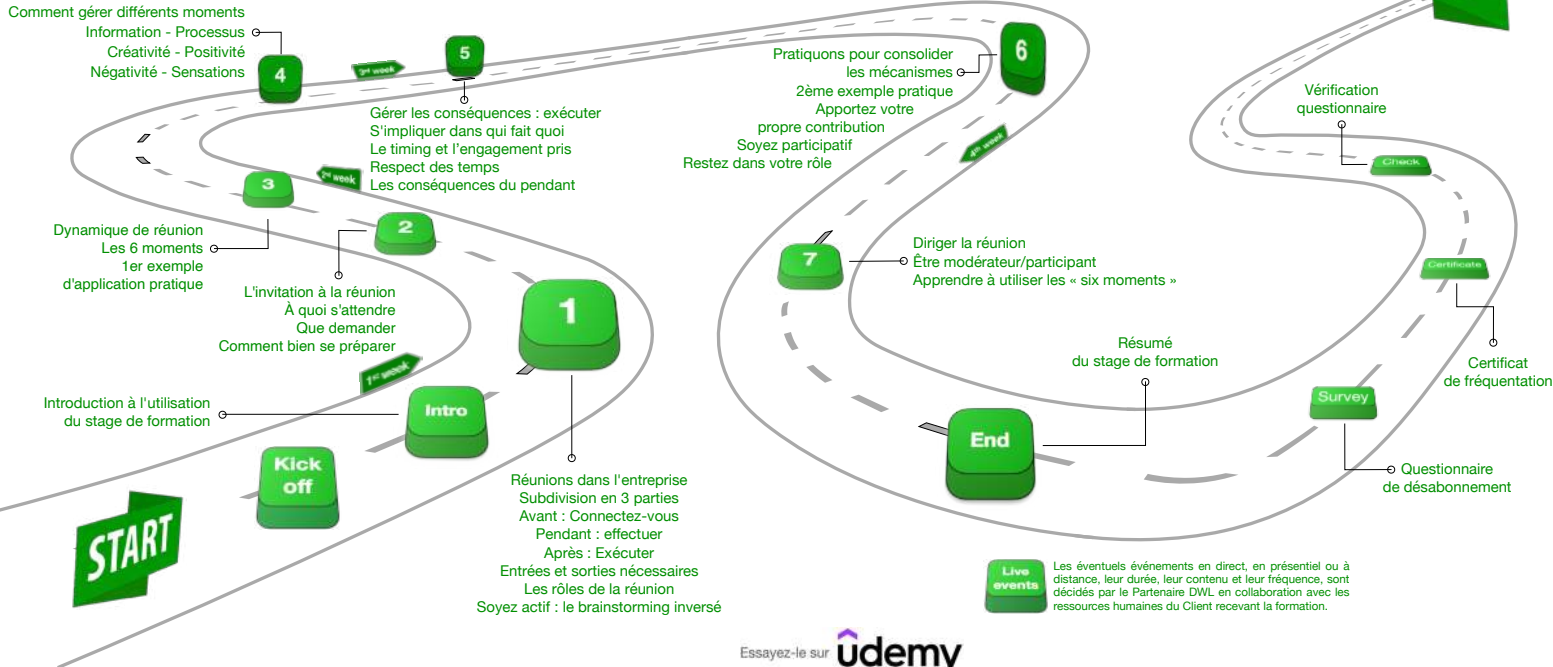 START
Kick
off
Intro
Introduction à l'utilisation
du stage de formation
1st week
1
Réunions dans l'entreprise
Subdivision en 3 parties
Avant : Connectez-vous
Pendant : effectuer
Après : Exécuter
Entrées et sorties nécessaires
Les rôles de la réunion
Soyez actif : le brainstorming inversé
2
L'invitation à la réunion
À quoi s'attendre
Que demander
Comment bien se préparer
2nd week
3
Dynamique de réunion
Les 6 moments
1er exemple
d'application pratique
4
Comment gérer différents moments
Information - Processus
Créativité - Positivité
Négativité - Sensations
3rd week
5
Gérer les conséquences : exécuter
S'impliquer dans qui fait quoi
Le timing et l'engagement pris
Respect des temps
Les conséquences du pendant
6
Pratiquons pour consolider
les mécanismes
2ème exemple pratique
Apportez votre
propre contribution
Soyez participatif
Restez dans votre rôle
4th week
7
Diriger la réunion
Être modérateur/participant
Apprendre à utiliser les « six moments »
End
Résumé
du stage de formation
Survey
Questionnaire
de désabonnement
Certificate
Certificat
de fréquentation
Check
Vérification
questionnaire
Live
events
Les éventuels événements en direct, en présentiel ou à
distance, leur durée, leur contenu et leur fréquence, sont
décidés par le Partenaire DWL en collaboration avec les
ressources humaines du Client recevant la formation.
Essayez-le sur udemy